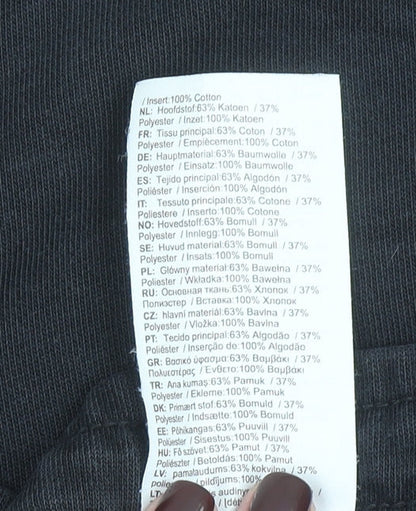 / Insert:100% Cotton
NL: Hoofdstof:63% Katoen / 37%
Polyester / Inzet:100% Katoen
FR: Tissu principal:63% Coton / 37%
Polyester / Empiècement:100% Coton
DE: Hauptmaterial:63% Baumwolle / 37%
Polyester / Einsatz:100% Baumwolle
ES: Tejido principal:63% Algodón / 37%
Poliéster / Inserción:100% Algodón
IT: Tessuto principale:63% Cotone / 37%
Poliestere / Inserto:100% Cotone
NO: Hovedstoff:63% Bomull / 37%
Polyester / Innlegg:100% Bomull
SE: Huvud material:63% Bomull / 37%
Polyester / Insats:100% Bomull
PL: Główny materiał:63% Bawełna / 37%
Polyester / Wkładka:100% Bawełna
RU: Основная ткань:63% Хлопок / 37%
Полиэстер / Вставка:100% Хлопок
CZ: hlavní materiál:63% Bavlna / 37%
Polyester / Vložka:100% Bavlna
PT: Tecido principal:63% Algodão / 37%
Poliéster / Inserção de:100% Algodão
GR: Βασικό ύφασμα:63% Βαμβάκι / 37%
Πολυεστέρας / Ένθετο:100% Βαμβάκι
TR: Ana kumaş:63% Pamuk / 37%
Polyester / Ekleme:100% Pamuk
DK: Primært stof:63% Bomuld / 37%
Polyester / Indsætte:100% Bomuld
EE: Põhikangas:63% Puuvill / 37%
Polüester / Sisestus:100% Puuvill
HU: Fő szövet:63% Pamut / 37%
Poliészter / Betoldás:100% Pamut
LV: pamataudums:63% kokvilna / 37%
/ pildījums:100%
LT: